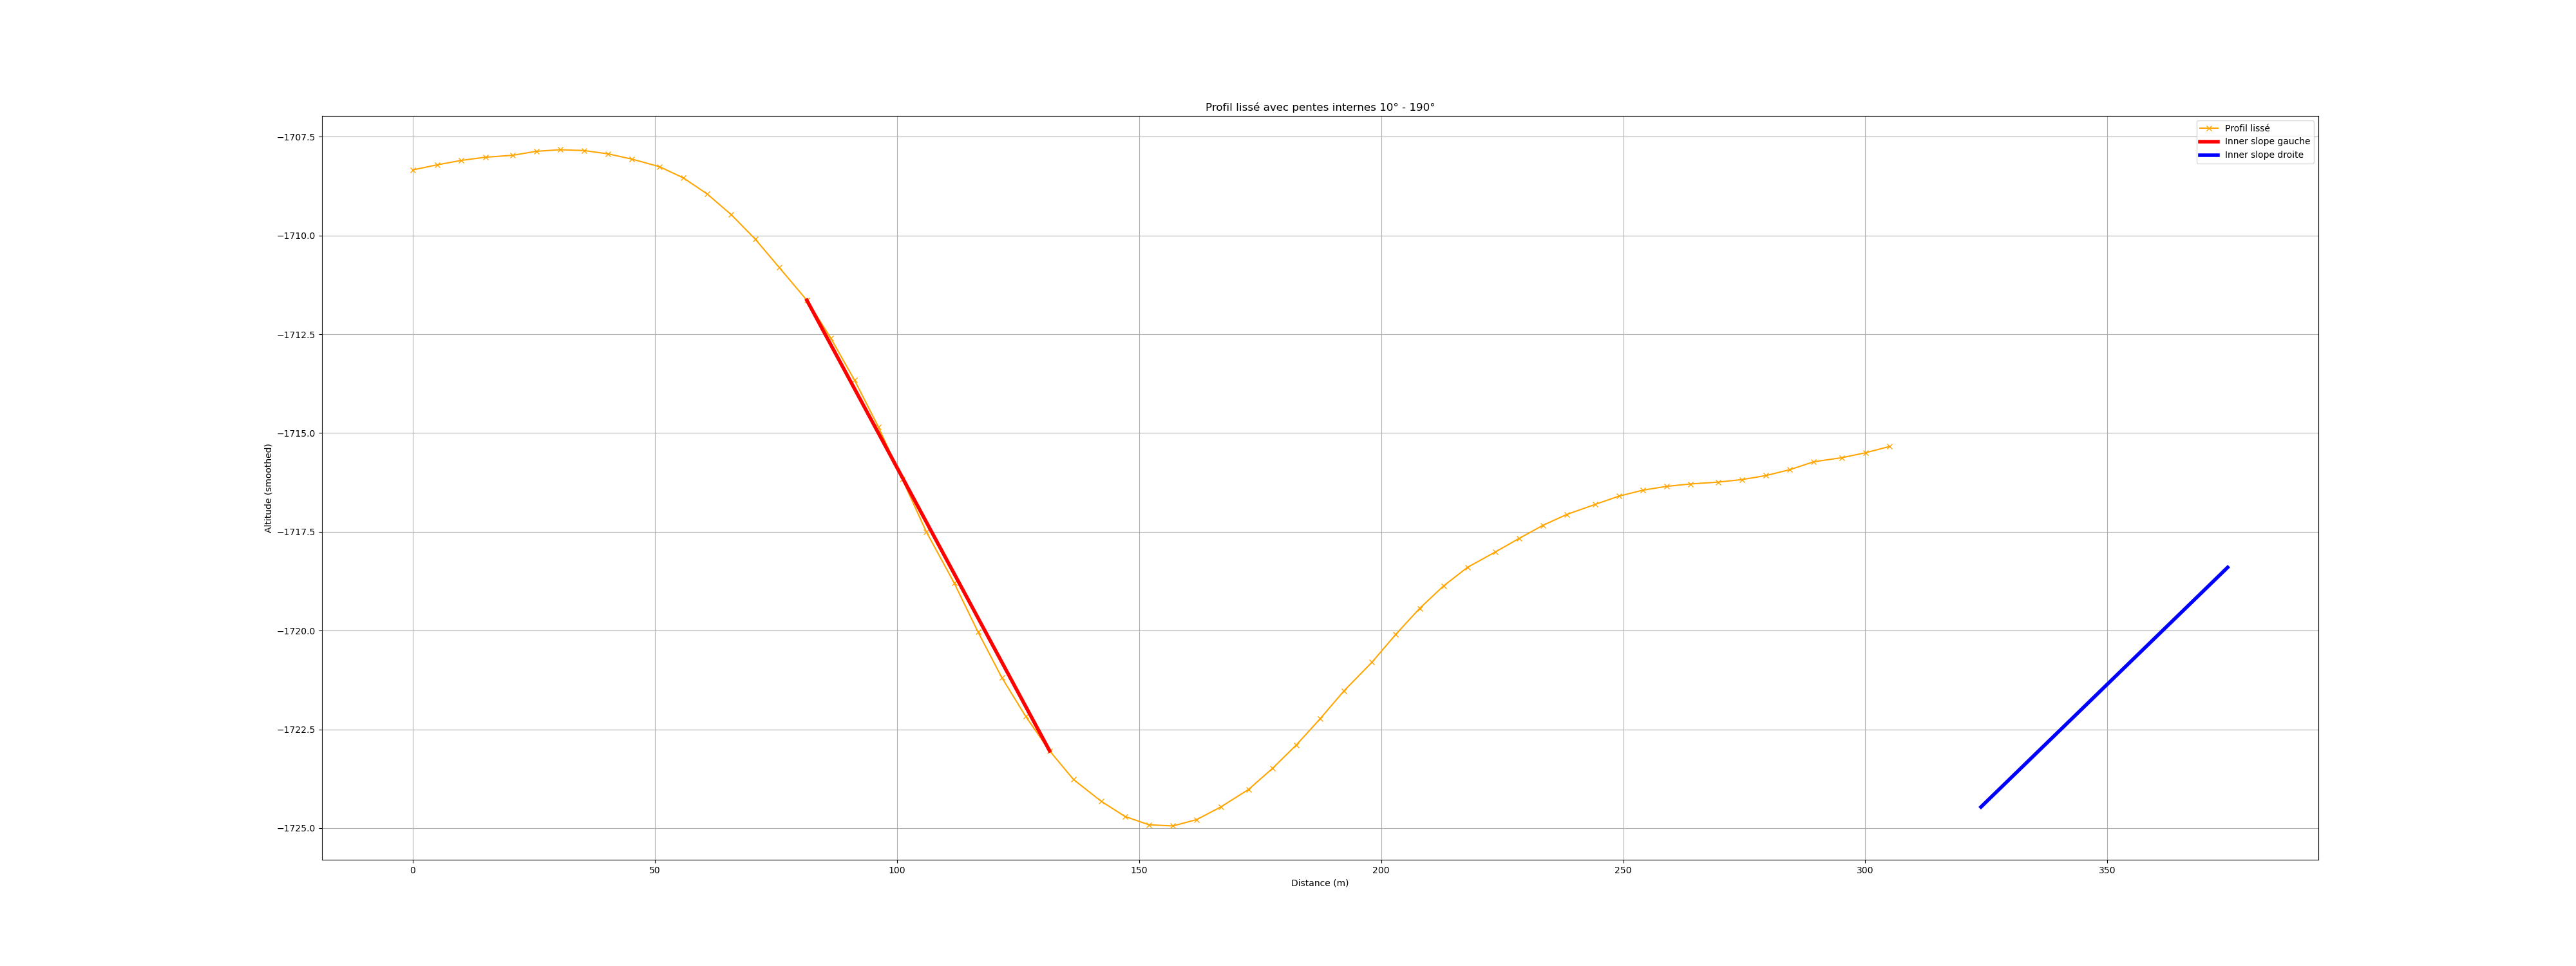 Profil lissé avec pentes internes 10° - 190°
Profil lissé
Inner slope gauche
Inner slope droite
−1707.5
−1710.0
−1712.5
−1715.0
−1717.5
−1720.0
−1722.5
−1725.0
Altitude (smoothed)
0 50 100 150 200 250 300 350
Distance (m)